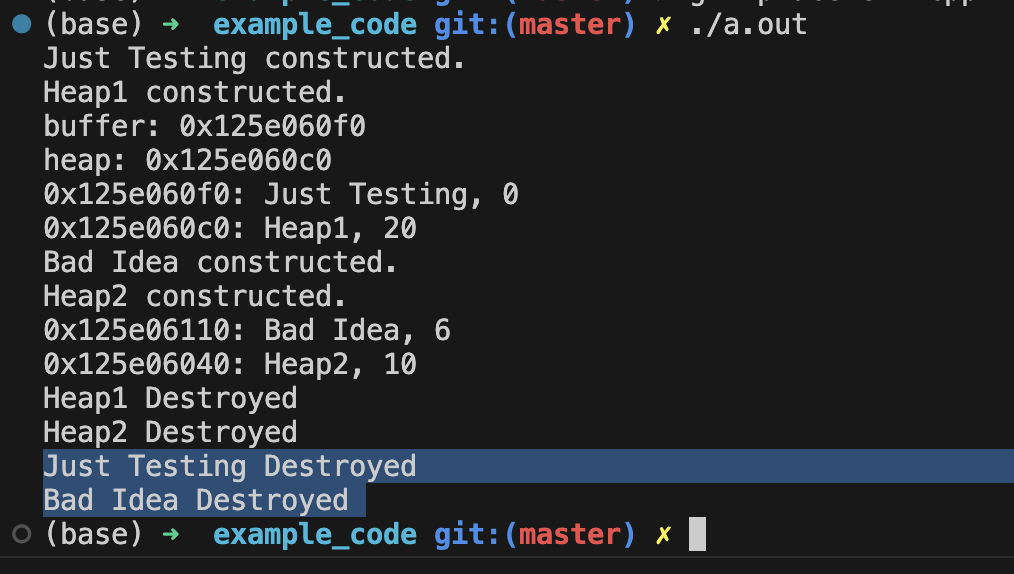 (base) ➜ example_code git:(master) ✗ ./a.out
Just Testing constructed.
Heap1 constructed.
buffer: 0x125e060f0
heap: 0x125e060c0
0x125e060f0: Just Testing, 0
0x125e060c0: Heap1, 20
Bad Idea constructed.
Heap2 constructed.
0x125e06110: Bad Idea, 6
0x125e06040: Heap2, 10
Heap1 Destroyed
Heap2 Destroyed
Just Testing Destroyed
Bad Idea Destroyed
(base) ➜ example_code git:(master) ✗